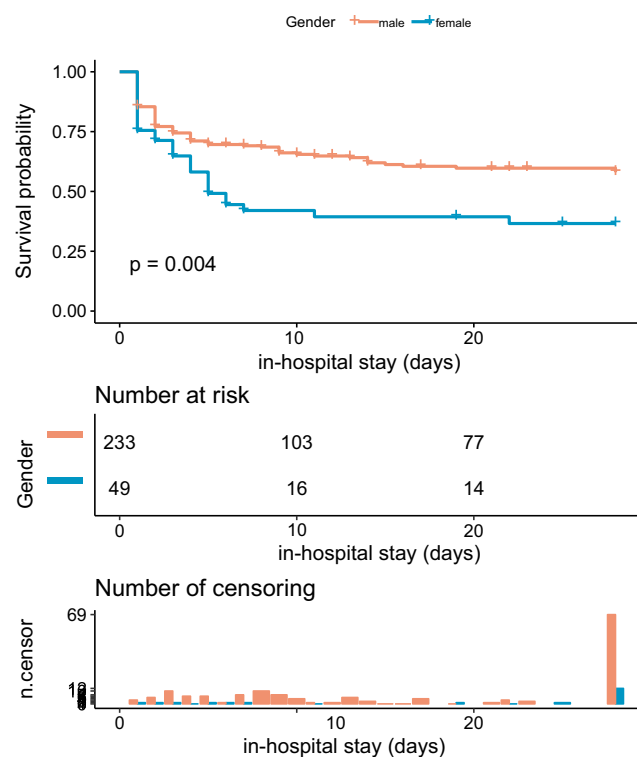 Gender male female
1.00
0.75
0.50
0.25
0.00
Survival probability
p = 0.004
0 10 20
in-hospital stay (days)
Number at risk
Gender
233 103 77
49 16 14
0 10 20
in-hospital stay (days)
Number of censoring
n.censor
69
0 10 20
in-hospital stay (days)